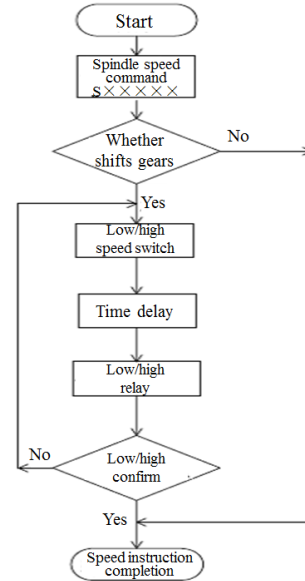 Start
Spindle speed
command
S×××××
Whether
shifts gears
No
Yes
Low/high
speed switch
Time delay
Low/high
relay
Low/high
confirm
No
Yes
Speed instruction
completion